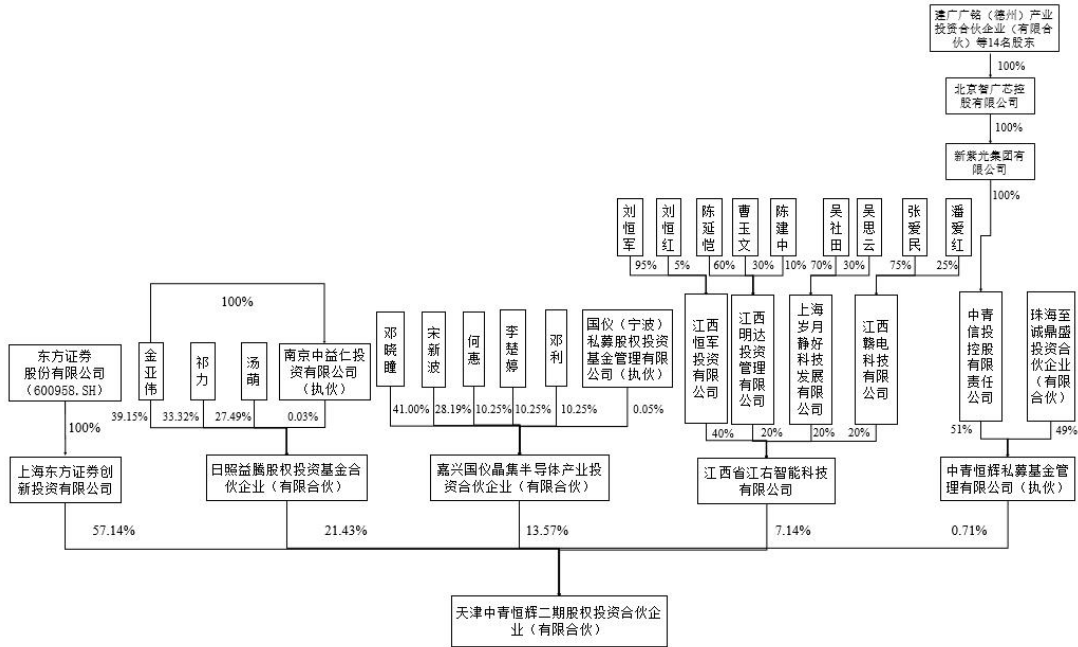 建广广铭（德州）产业
投资合伙企业（有限合
伙）等14名股东
100%
北京智广芯控
股有限公司
100%
新紫光集团有
限公司
100%
刘恒军
刘恒红
陈延恺
曹玉文
陈建中
吴社田
吴思云
张爱民
潘爱红
95%
5%
60%
30%
10%
70%
30%
75%
25%
100%
东方证券
股份有限公司
（600958.SH）
金亚伟
祁力
汤萌
南京中益仁投
资有限公司
（执伙）
邓晓瞳
宋新波
何惠
李楚婷
邓利
国仪（宁波）
私募股权投资
基金管理有限
公司（执伙）
江西
恒军
投资
有限
公司
江西
明达
投资
管理
有限
公司
上海
岁月
静好
科技
发展
有限
公司
江西
赣电
科技
有限
公司
中青
信投
控股
有限
责任
公司
珠海至
诚鼎盛
投资合
伙企业
（有限
合伙）
100%
39.15%
33.32%
27.49%
0.03%
41.00%
28.19%
10.25%
10.25%
10.25%
0.05%
40%
20%
20%
20%
51%
49%
上海东方证券创
新投资有限公司
日照益腾股权投资基金合
伙企业（有限合伙）
嘉兴国仪晶集半导体产业投
资合伙企业（有限合伙）
江西省江右智能科技
有限公司
中青恒辉私募基金管
理有限公司（执伙）
57.14%
21.43%
13.57%
7.14%
0.71%
天津中青恒辉二期股权投资合伙企
业（有限合伙）